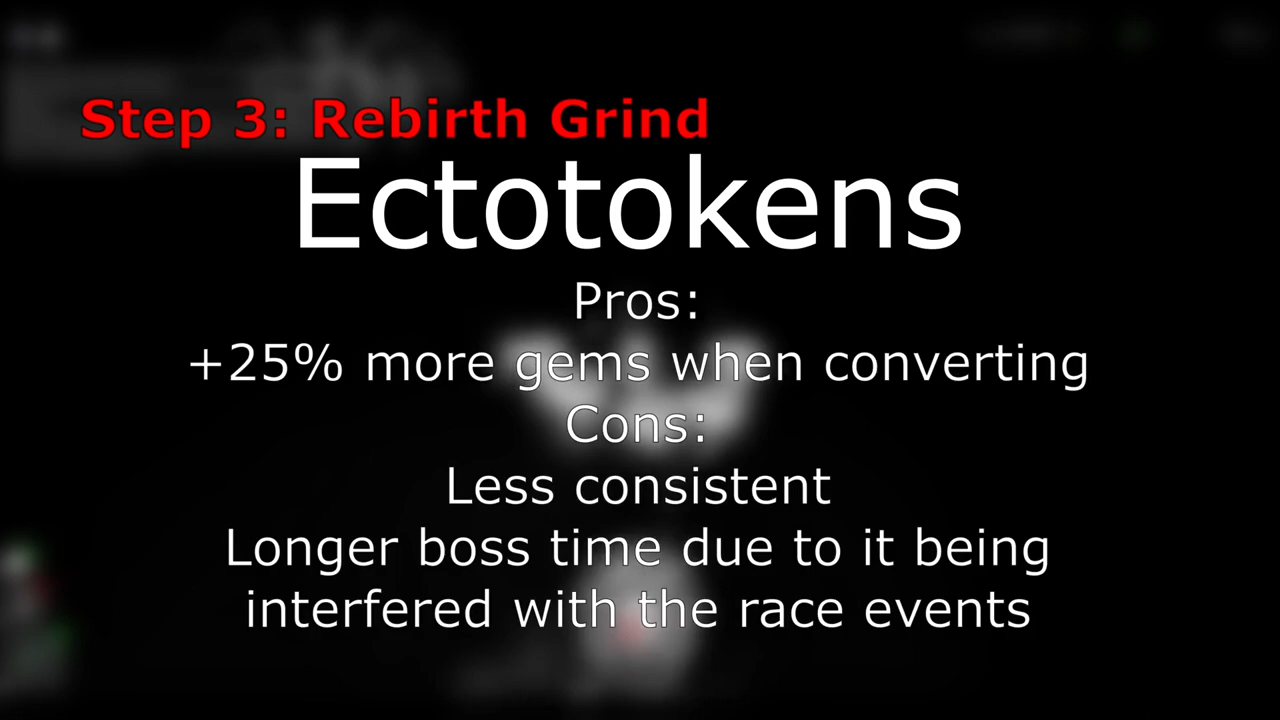 Step 3: Rebirth Grind
Ectotokens
Pros:
+25% more gems when converting
Cons:
Less consistent
Longer boss time due to it being
interfered with the race events